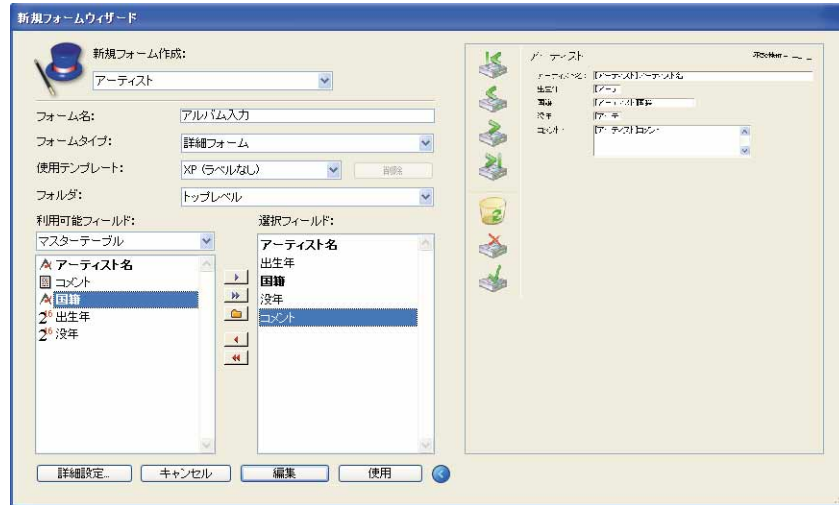 新規フォームウィザード
新規フォーム作成:
アーティスト
フォーム名:
アルバム入力
フォームタイプ:
詳細フォーム
使用テンプレート:
XP (ラベルなし)
削除
フォルダ:
トップレベル
利用可能フィールド:
マスターテーブル
アーティスト名
コメント
国籍
出生年
没年
選択フィールド:
アーティスト名
出生年
国籍
没年
コメント
詳細設定...
キャンセル
編集
使用
アーティスト
アーティスト名:
出生年
国籍
没年
コメント: